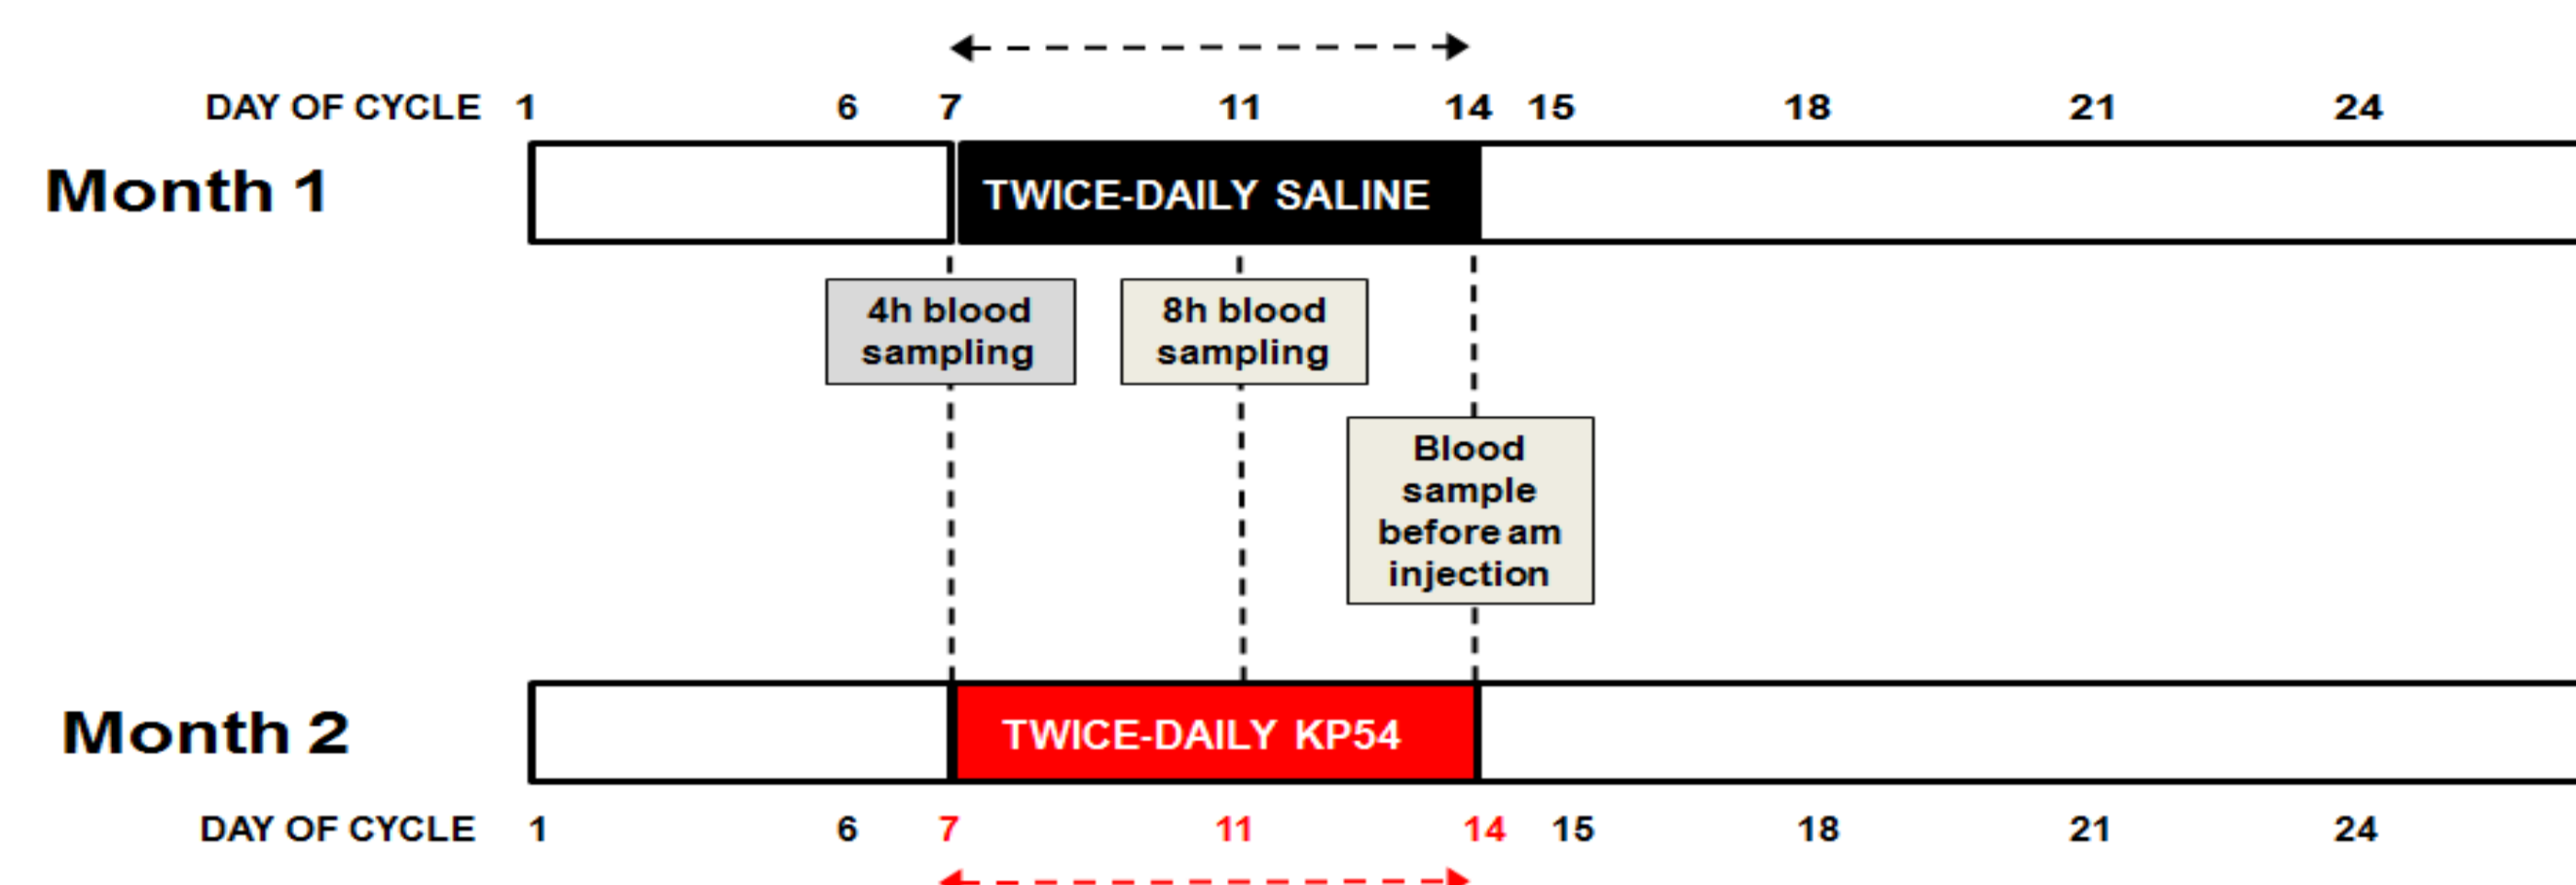 DAY OF CYCLE 1 6 7 11 14 15 18 21 24
Month 1
TWICE-DAILY SALINE
4h blood
sampling
8h blood
sampling
Blood
sample
before am
injection
Month 2
TWICE-DAILY KP54
DAY OF CYCLE 1 6 7 11 14 15 18 21 24